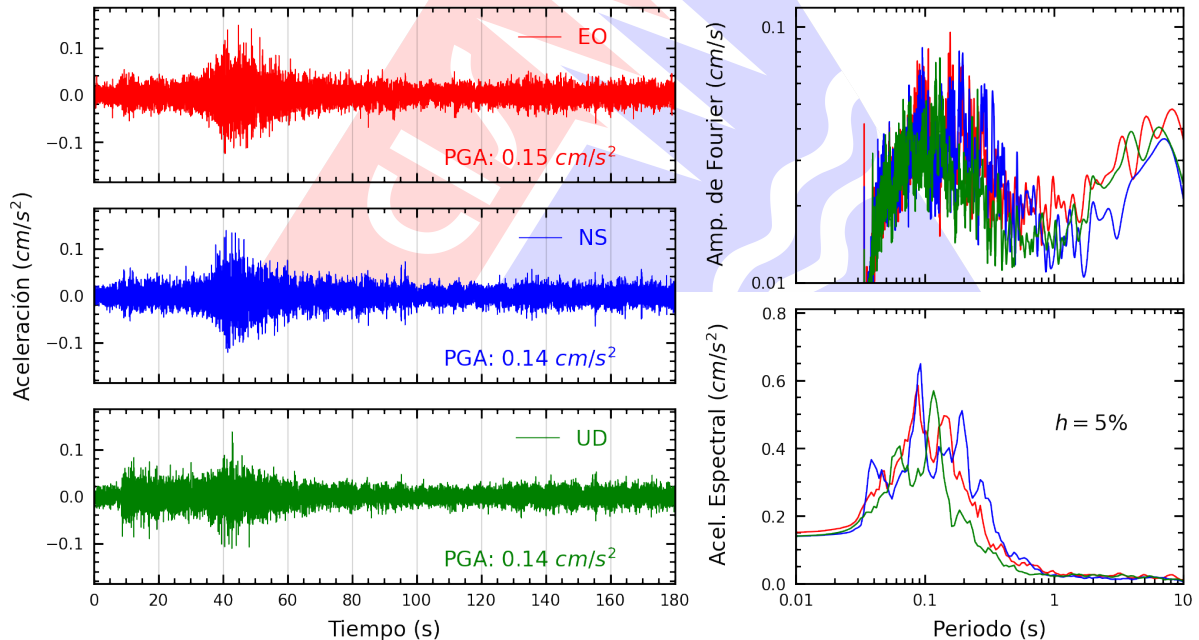 Aceleración (cm/s²)
0.1
0.0
−0.1
EO
PGA: 0.15 cm/s²
0.1
0.0
−0.1
NS
PGA: 0.14 cm/s²
0.1
0.0
−0.1
UD
PGA: 0.14 cm/s²
0 20 40 60 80 100 120 140 160 180
Tiempo (s)
Amp. de Fourier (cm/s)
0.1
0.01
Acel. Espectral (cm/s²)
0.8
0.6
0.4
0.2
0.0
h = 5%
0.01 0.1 1 10
Periodo (s)